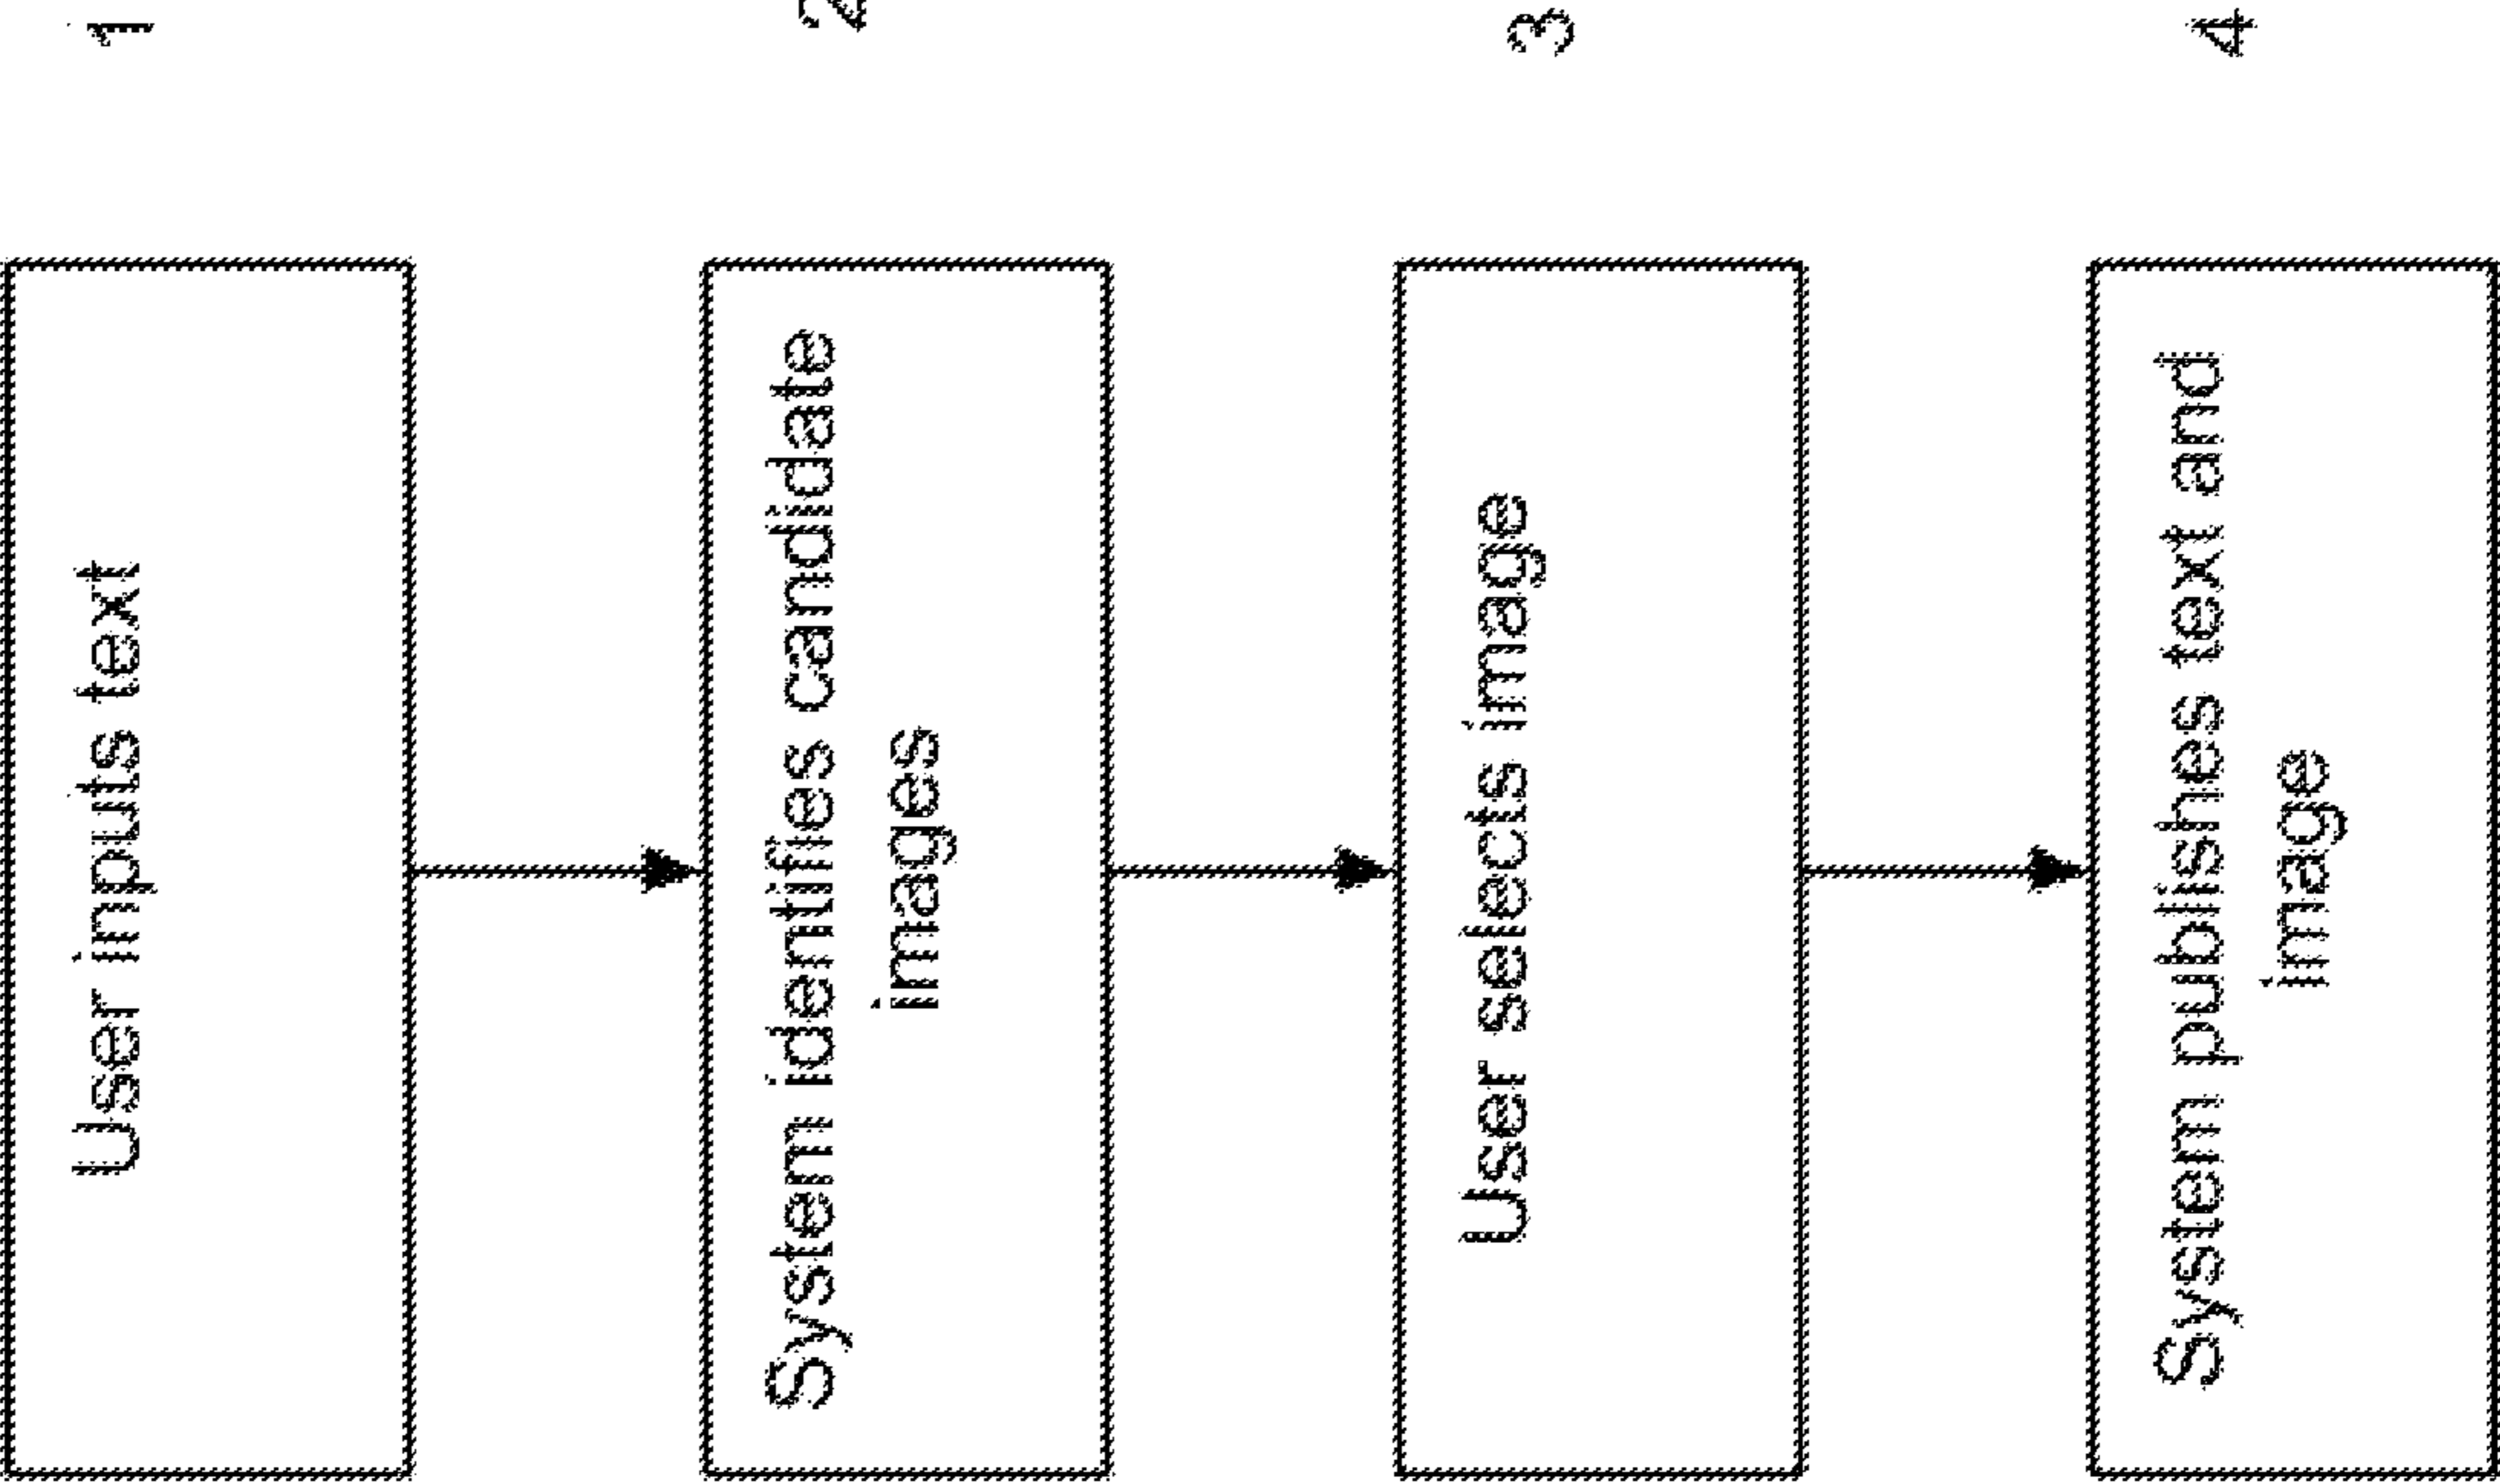 User inputs text
1
System identifies candidate
images
2
User selects image
3
System publishes text and
image
4